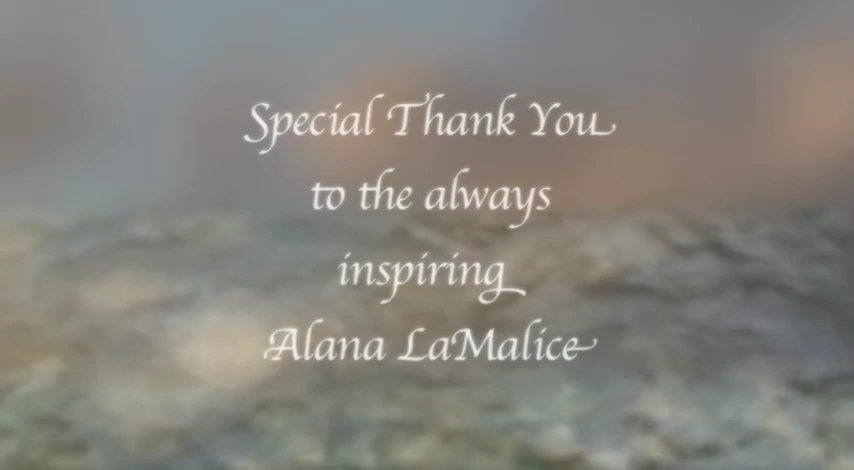 Special Thank You
to the always
inspiring
Alana LaMalice